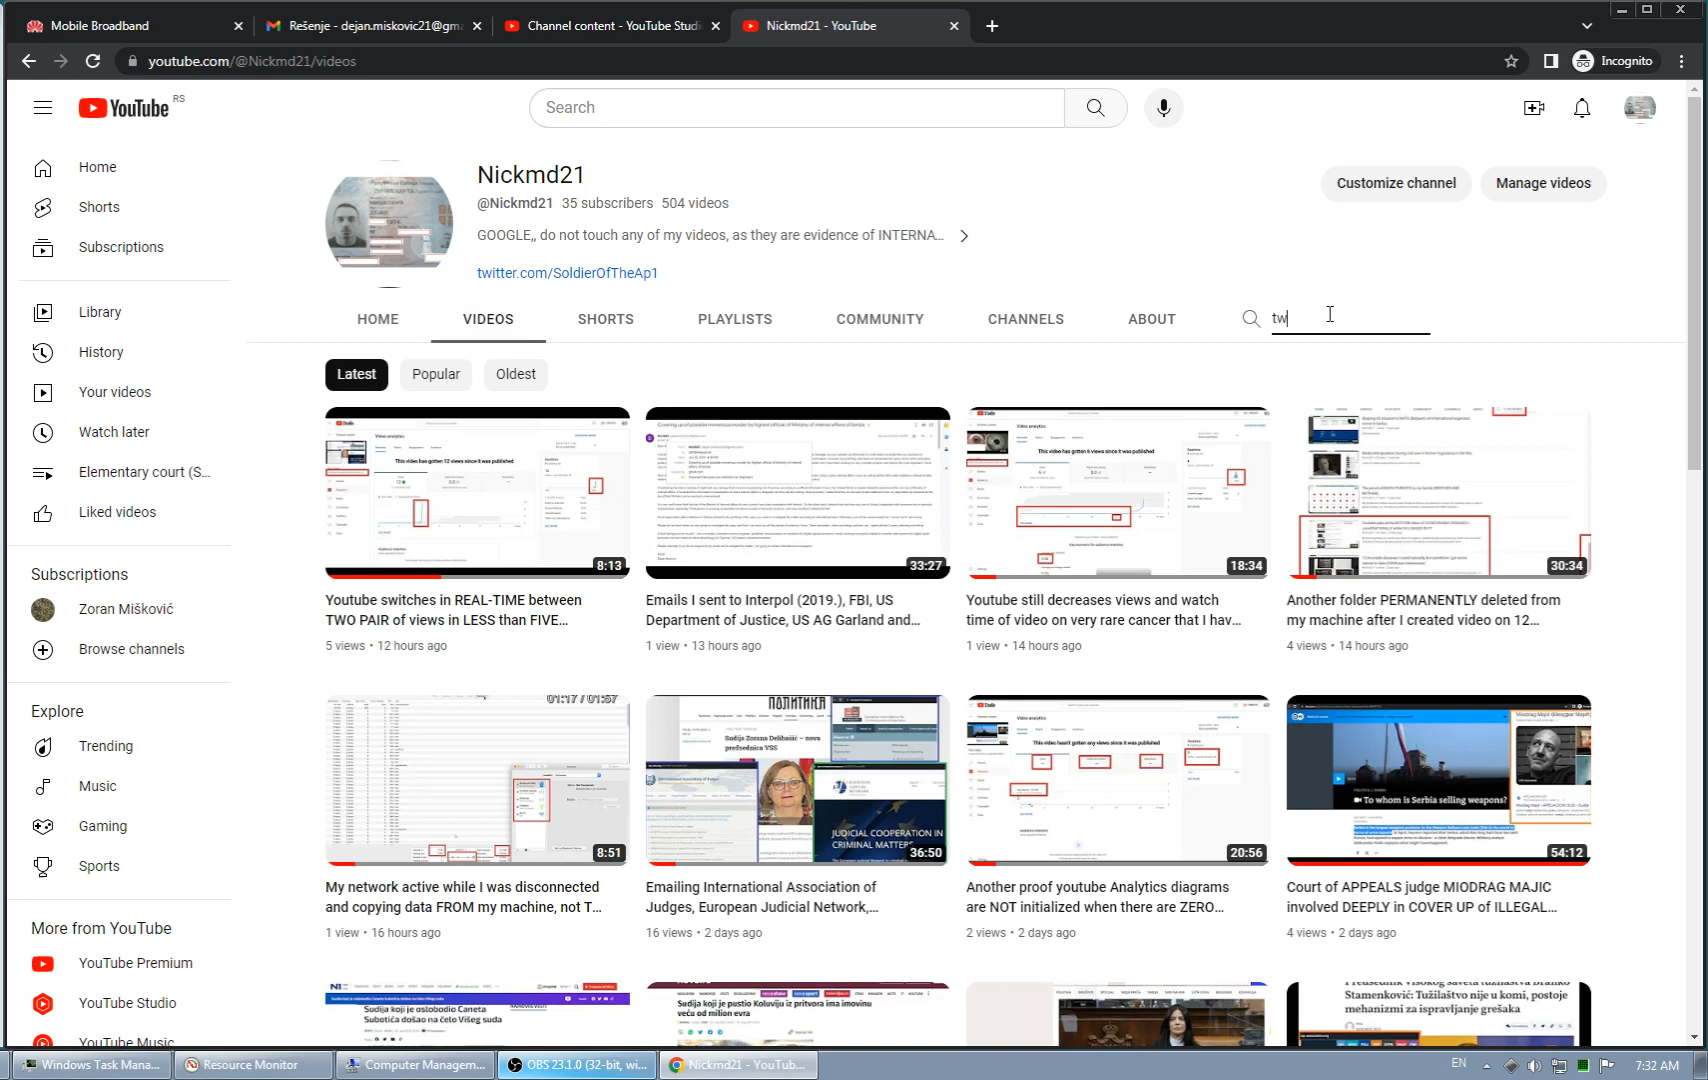 Mobile Broadband
Rešenje - dejan.miskovic21@gm
Channel content - YouTube Studi
Nickmd21 - YouTube
youtube.com/@Nickmd21/videos
Incognito
YouTube RS
Search
Home
Shorts
Subscriptions
Library
History
Your videos
Watch later
Elementary court (S...
Liked videos
Subscriptions
Zoran Mišković
Browse channels
Explore
Trending
Music
Gaming
Sports
More from YouTube
YouTube Premium
YouTube Studio
YouTube Music
Nickmd21
@Nickmd21 35 subscribers 504 videos
GOOGLE,, do not touch any of my videos, as they are evidence of INTERNA...
twitter.com/SoldierOfTheAp1
Customize channel
Manage videos
HOME
VIDEOS
SHORTS
PLAYLISTS
COMMUNITY
CHANNELS
ABOUT
tw
Latest
Popular
Oldest
This video has gotten 12 views since it was published
8:13
Youtube switches in REAL-TIME between
TWO PAIR of views in LESS than FIVE...
5 views • 12 hours ago
33:27
Emails I sent to Interpol (2019.), FBI, US
Department of Justice, US AG Garland and...
1 view • 13 hours ago
This video has gotten 6 views since it was published
18:34
Youtube still decreases views and watch
time of video on very rare cancer that I hav...
1 view • 14 hours ago
30:34
Another folder PERMANENTLY deleted from
my machine after I created video on 12...
4 views • 14 hours ago
01:17 / 01:57
8:51
My network active while I was disconnected
and copying data FROM my machine, not T...
1 view • 16 hours ago
ПОЛИТИКА
Sudija Zorana Delibašić – nova
predsednica VSS
JUDICIAL COOPERATION IN
CRIMINAL MATTERS
36:50
Emailing International Association of
Judges, European Judicial Network,...
16 views • 2 days ago
This video hasn't gotten any views since it was published
20:56
Another proof youtube Analytics diagrams
are NOT initialized when there are ZERO...
2 views • 2 days ago
To whom is Serbia selling weapons?
54:12
Court of APPEALS judge MIODRAG MAJIC
involved DEEPLY in COVER UP of ILLEGAL...
4 views • 2 days ago
N1
Sudija koji je oslobodio Caneta
Subotića došao na čelo Višeg suda
Sudija koji je pustio Koluviju iz pritvora ima imovinu
veću od milion evra
Stamenković: Tužilaštvo nije u komi, postoje
mehanizmi za ispravljanje grešaka
Windows Task Mana...
Resource Monitor
Computer Managem...
OBS 23.1.0 (32-bit, wi...
Nickmd21 - YouTub...
EN
7:32 AM